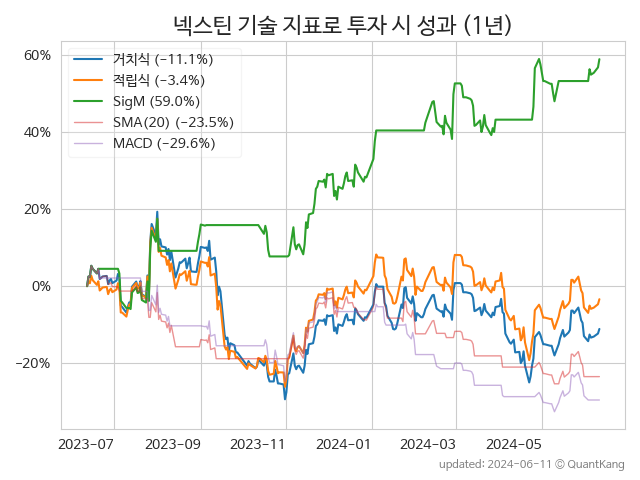 넥스틴 기술 지표로 투자 시 성과 (1년)
60%
40%
20%
0%
−20%
거치식 (−11.1%)
적립식 (−3.4%)
SigM (59.0%)
SMA(20) (−23.5%)
MACD (−29.6%)
2023−07
2023−09
2023−11
2024−01
2024−03
2024−05
updated: 2024−06−11 ⓒ QuantKang